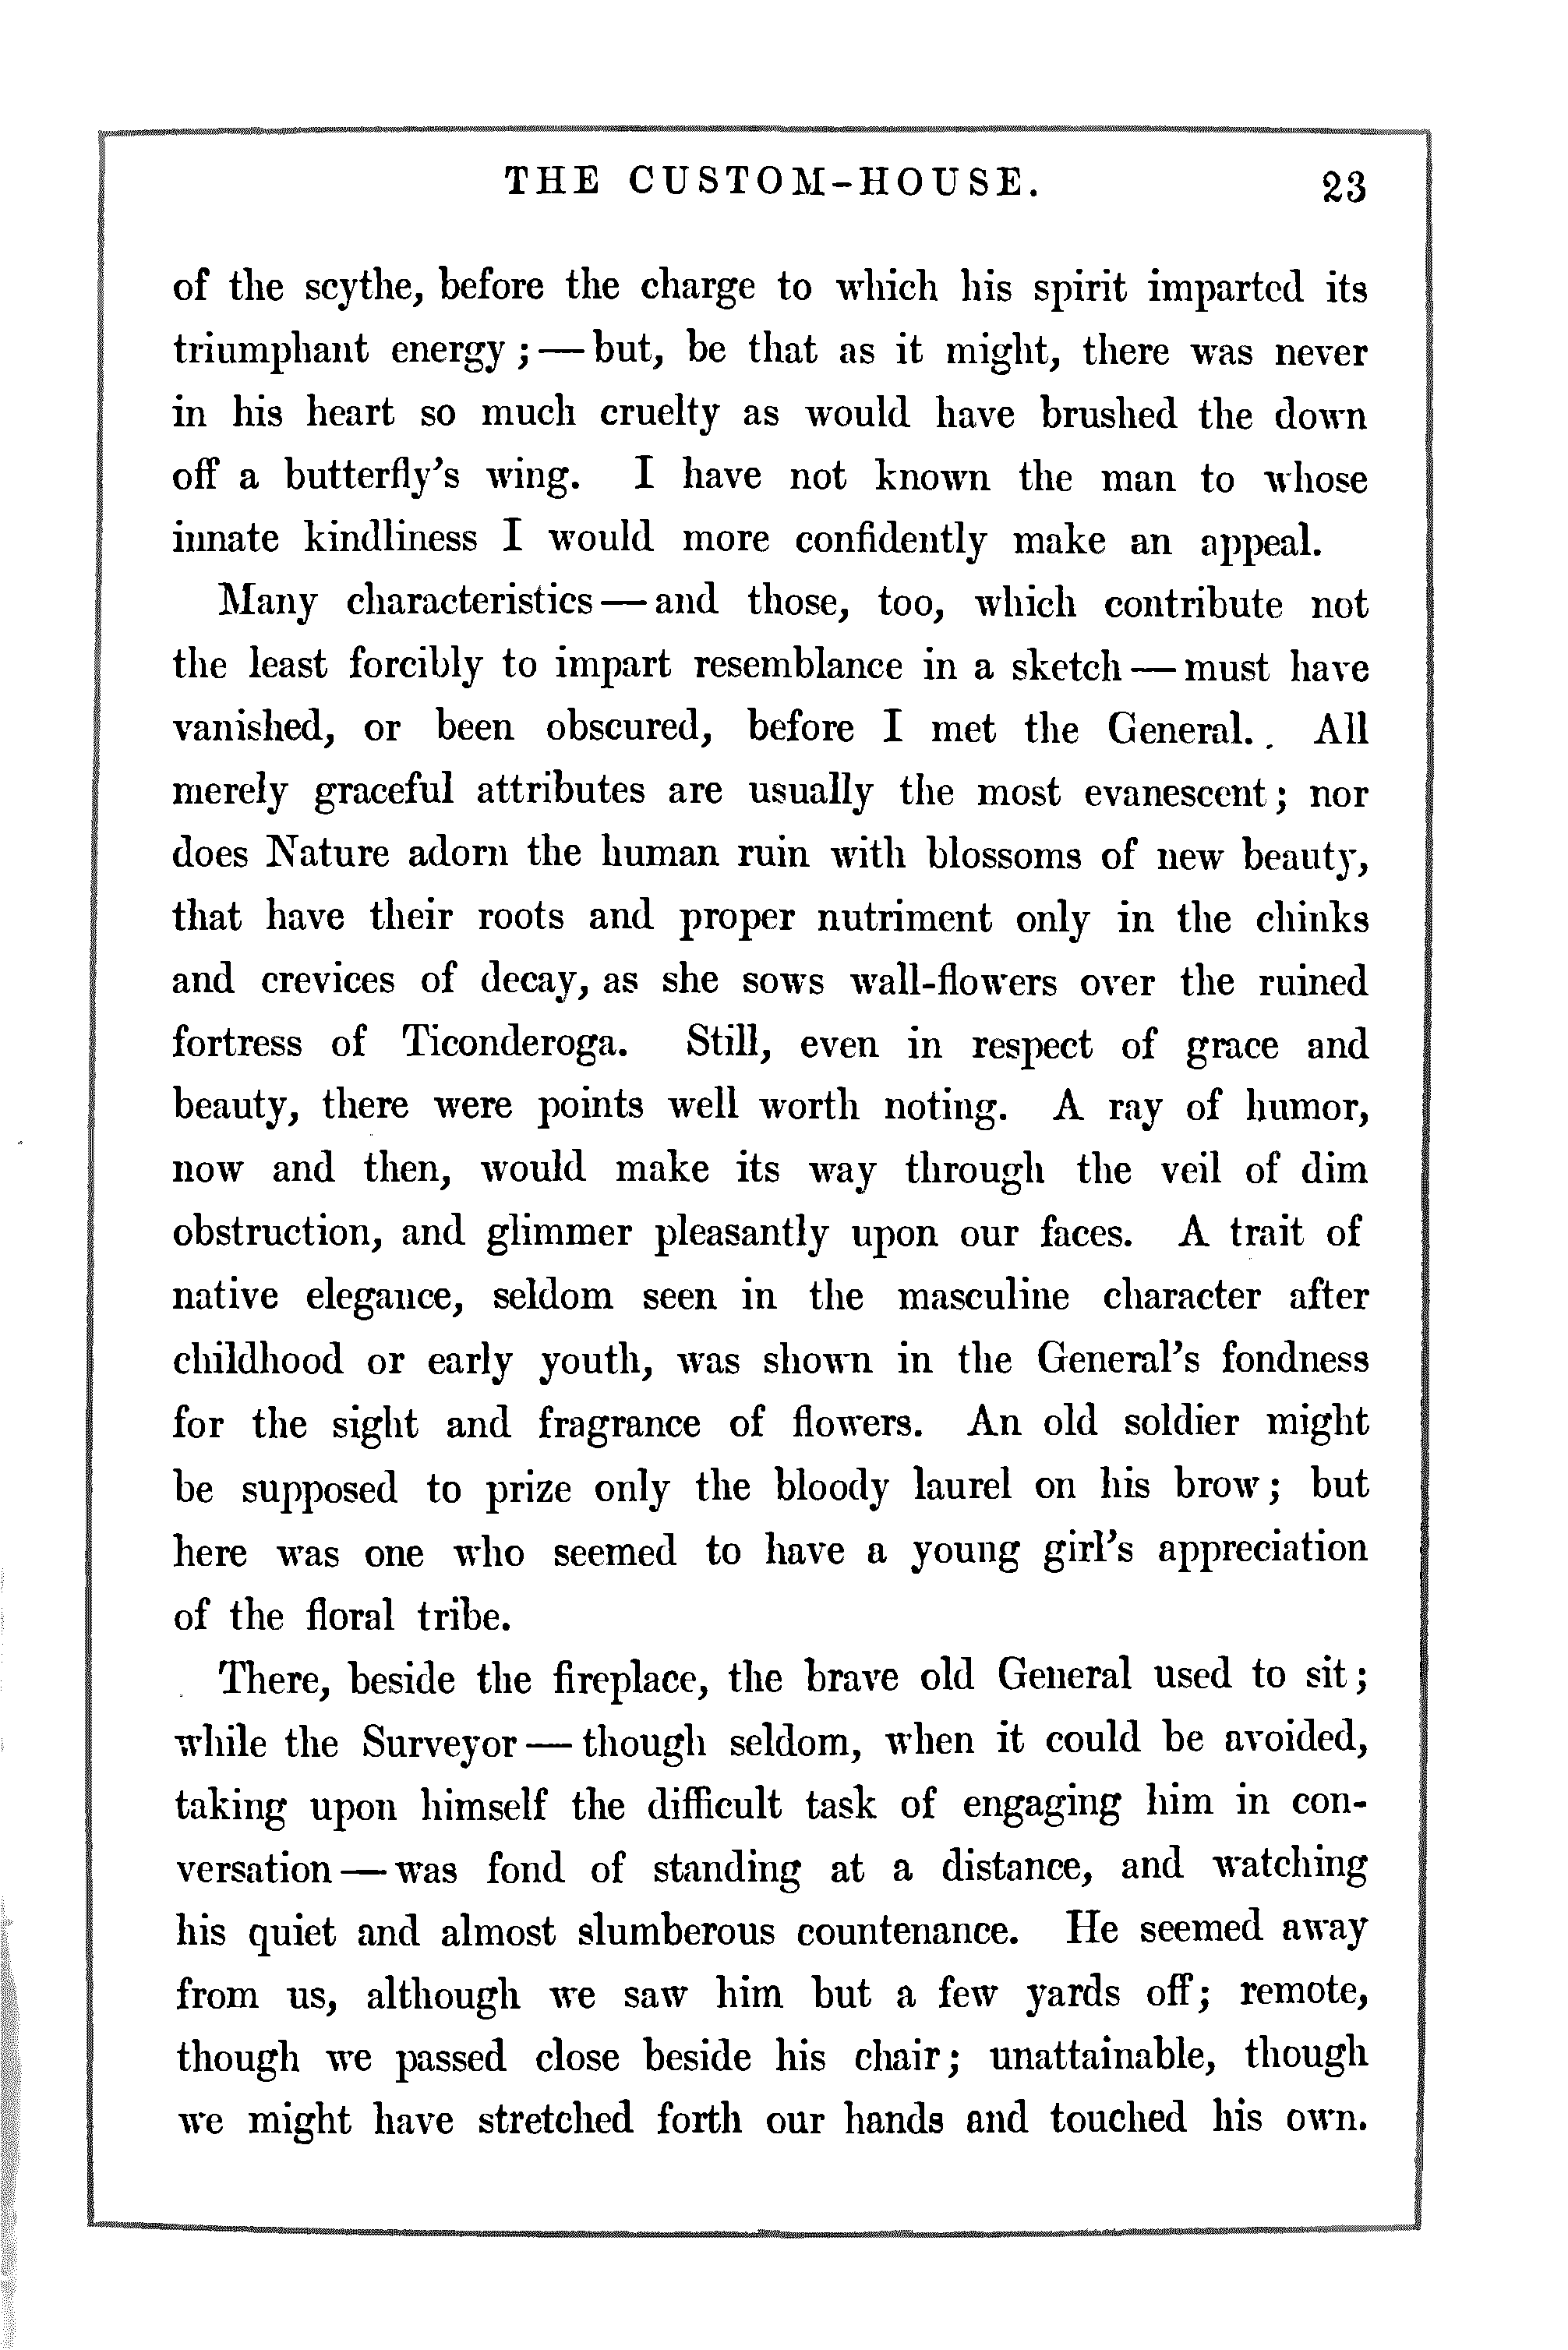 THE CUSTOM-HOUSE. 23
of the scythe, before the charge to which his spirit imparted its
triumphant energy; — but, be that as it might, there was never
in his heart so much cruelty as would have brushed the down
off a butterfly's wing. I have not known the man to whose
innate kindliness I would more confidently make an appeal.
Many characteristics — and those, too, which contribute not
the least forcibly to impart resemblance in a sketch — must have
vanished, or been obscured, before I met the General. All
merely graceful attributes are usually the most evanescent; nor
does Nature adorn the human ruin with blossoms of new beauty,
that have their roots and proper nutriment only in the chinks
and crevices of decay, as she sows wall-flowers over the ruined
fortress of Ticonderoga. Still, even in respect of grace and
beauty, there were points well worth noting. A ray of humor,
now and then, would make its way through the veil of dim
obstruction, and glimmer pleasantly upon our faces. A trait of
native elegance, seldom seen in the masculine character after
childhood or early youth, was shown in the General's fondness
for the sight and fragrance of flowers. An old soldier might
be supposed to prize only the bloody laurel on his brow; but
here was one who seemed to have a young girl's appreciation
of the floral tribe.
There, beside the fireplace, the brave old General used to sit;
while the Surveyor — though seldom, when it could be avoided,
taking upon himself the difficult task of engaging him in con-
versation — was fond of standing at a distance, and watching
his quiet and almost slumberous countenance. He seemed away
from us, although we saw him but a few yards off; remote,
though we passed close beside his chair; unattainable, though
we might have stretched forth our hands and touched his own.